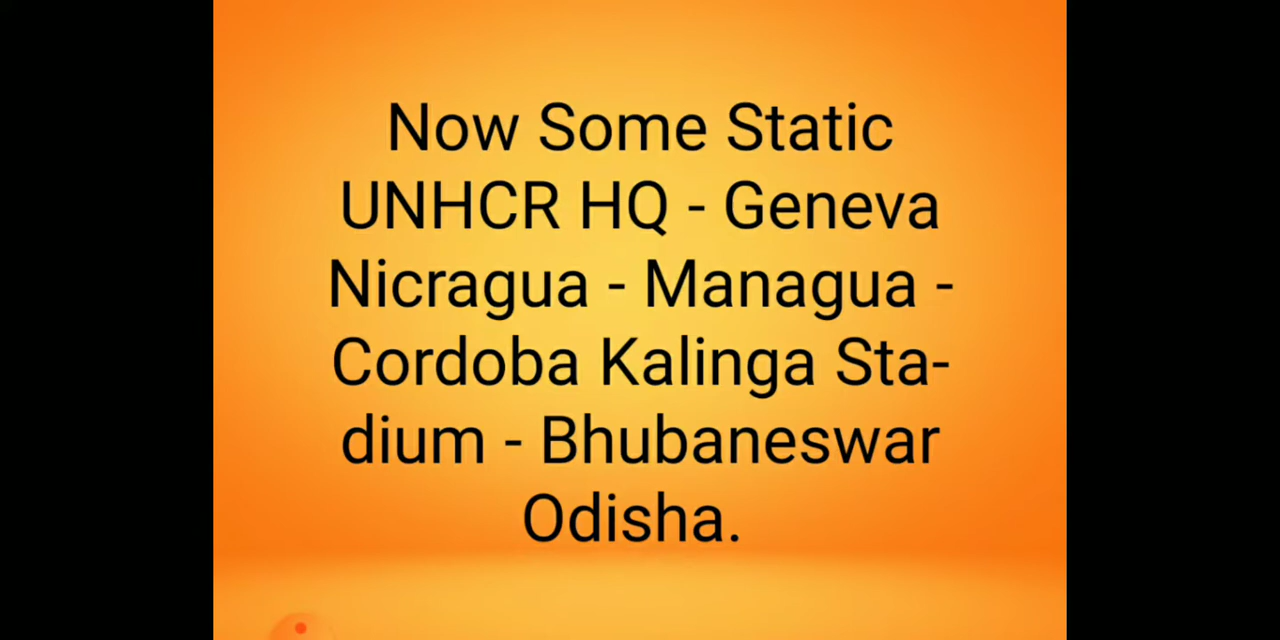 Now Some Static
UNHCR HQ - Geneva
Nicragua - Managua -
Cordoba Kalinga Sta-
dium - Bhubaneswar
Odisha.